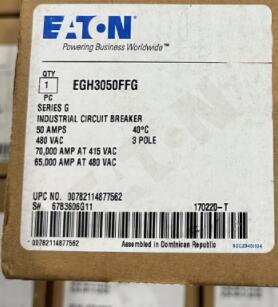 EATON
Powering Business Worldwide™
QTY
1
PC
EGH3050FFG
SERIES G
INDUSTRIAL CIRCUIT BREAKER
50 AMPS 40°C
480 VAC 3 POLE
70,000 AMP AT 415 VAC
65,000 AMP AT 480 VAC
UPC NO. 00782114877562
S# 67B3606G11 170220-T
00782114877562 Assembled in Dominican Republic